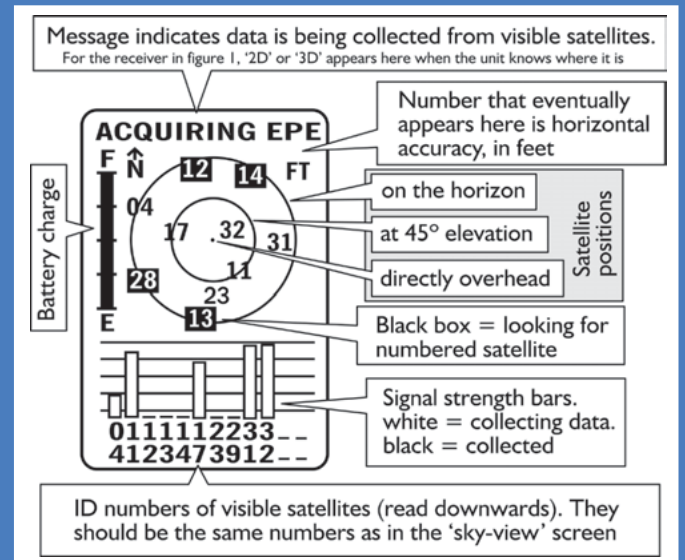 Message indicates data is being collected from visible satellites.
For the receiver in figure 1, '2D' or '3D' appears here when the unit knows where it is
Number that eventually
appears here is horizontal
accuracy, in feet
ACQUIRING EPE
F
N
12
14
FT
04
17
32
31
28
11
23
13
E
Battery charge
on the horizon
at 45º elevation
directly overhead
Satellite
positions
Black box = looking for
numbered satellite
Signal strength bars.
white = collecting data.
black = collected
0111112233_ _
4123473912_ _
ID numbers of visible satellites (read downwards). They
should be the same numbers as in the 'sky-view' screen